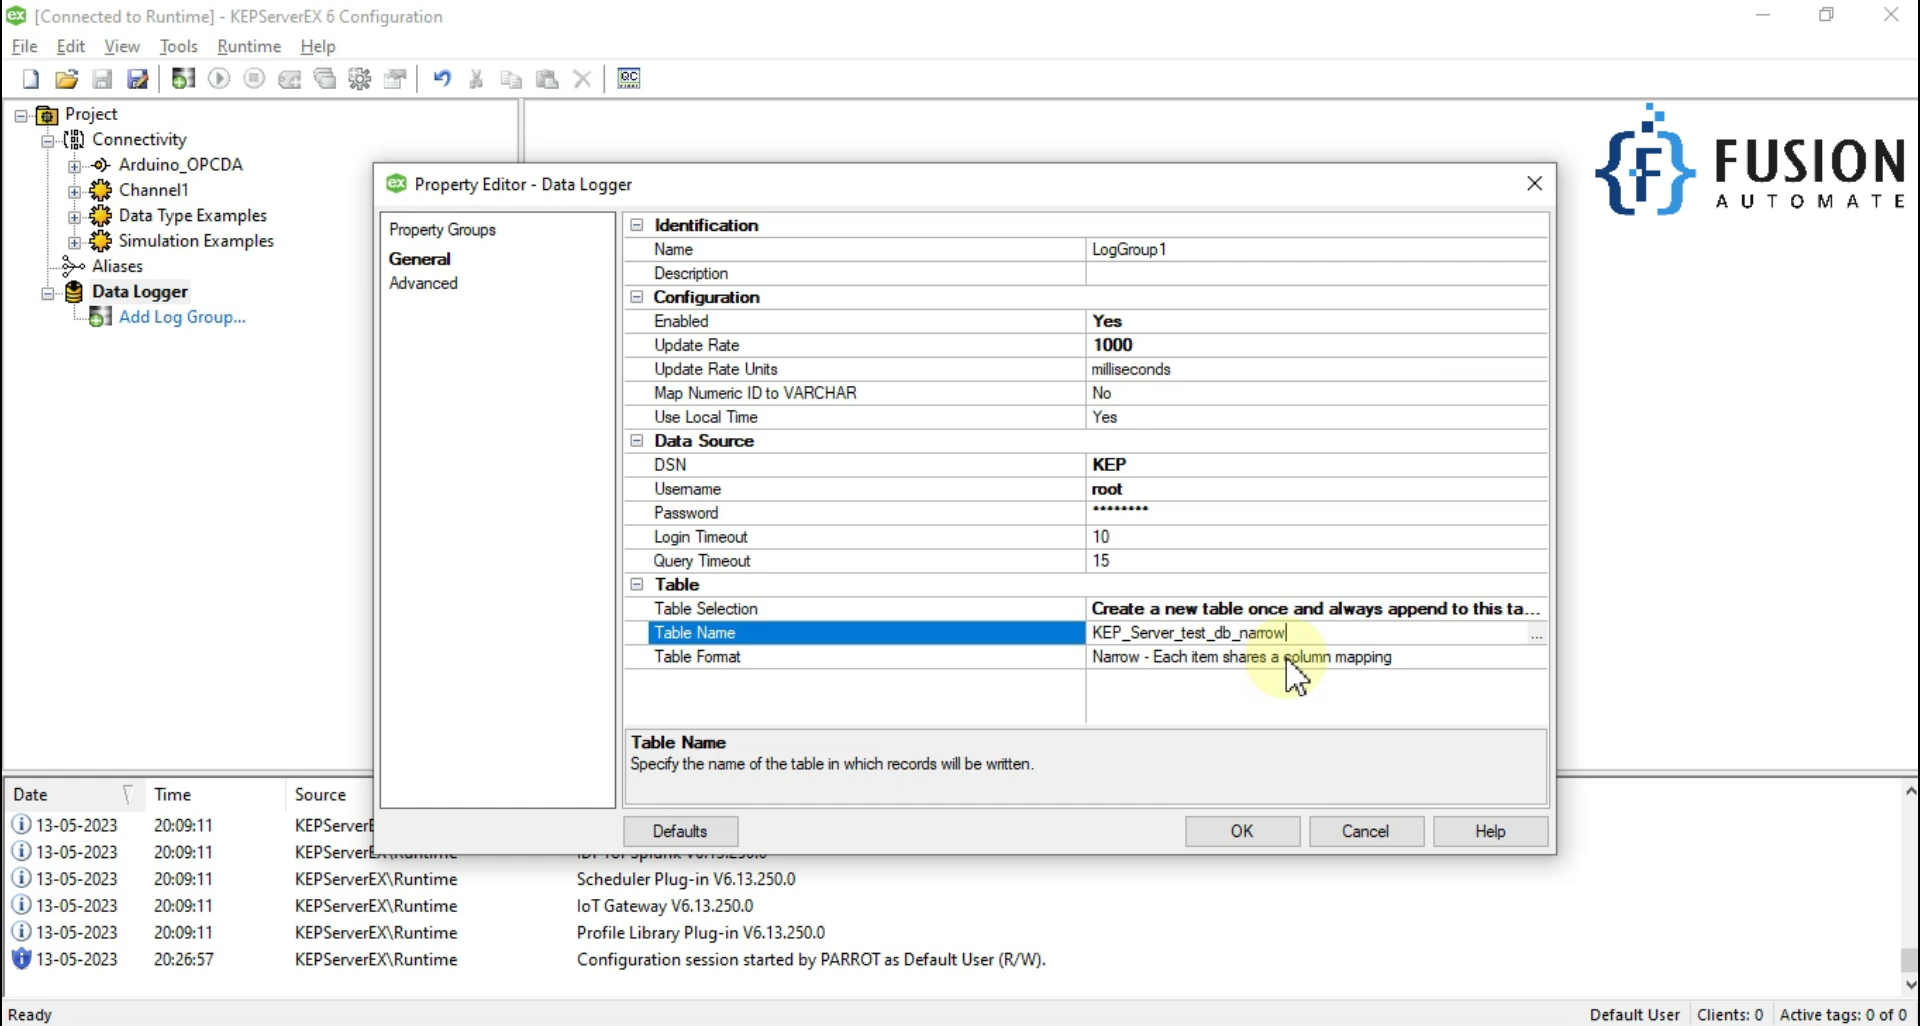 [Connected to Runtime] - KEPServerEX 6 Configuration
File Edit View Tools Runtime Help
Project
Connectivity
Arduino_OPCDA
Channel1
Data Type Examples
Simulation Examples
Aliases
Data Logger
Add Log Group...
FUSION
AUTOMATE
Property Editor - Data Logger
Property Groups
General
Advanced
Identification
Name LogGroup1
Description
Configuration
Enabled Yes
Update Rate 1000
Update Rate Units milliseconds
Map Numeric ID to VARCHAR No
Use Local Time Yes
Data Source
DSN KEP
Username root
Password ********
Login Timeout 10
Query Timeout 15
Table
Table Selection Create a new table once and always append to this ta...
Table Name KEP_Server_test_db_narrow ...
Table Format Narrow - Each item shares a column mapping
Table Name
Specify the name of the table in which records will be written.
Defaults OK Cancel Help
Date Time Source
13-05-2023 20:09:11
13-05-2023 20:09:11
13-05-2023 20:09:11 KEPServerEX\Runtime Scheduler Plug-in V6.13.250.0
13-05-2023 20:09:11 KEPServerEX\Runtime IoT Gateway V6.13.250.0
13-05-2023 20:09:11 KEPServerEX\Runtime Profile Library Plug-in V6.13.250.0
13-05-2023 20:26:57 KEPServerEX\Runtime Configuration session started by PARROT as Default User (R/W).
Ready Default User Clients: 0 Active tags: 0 of 0